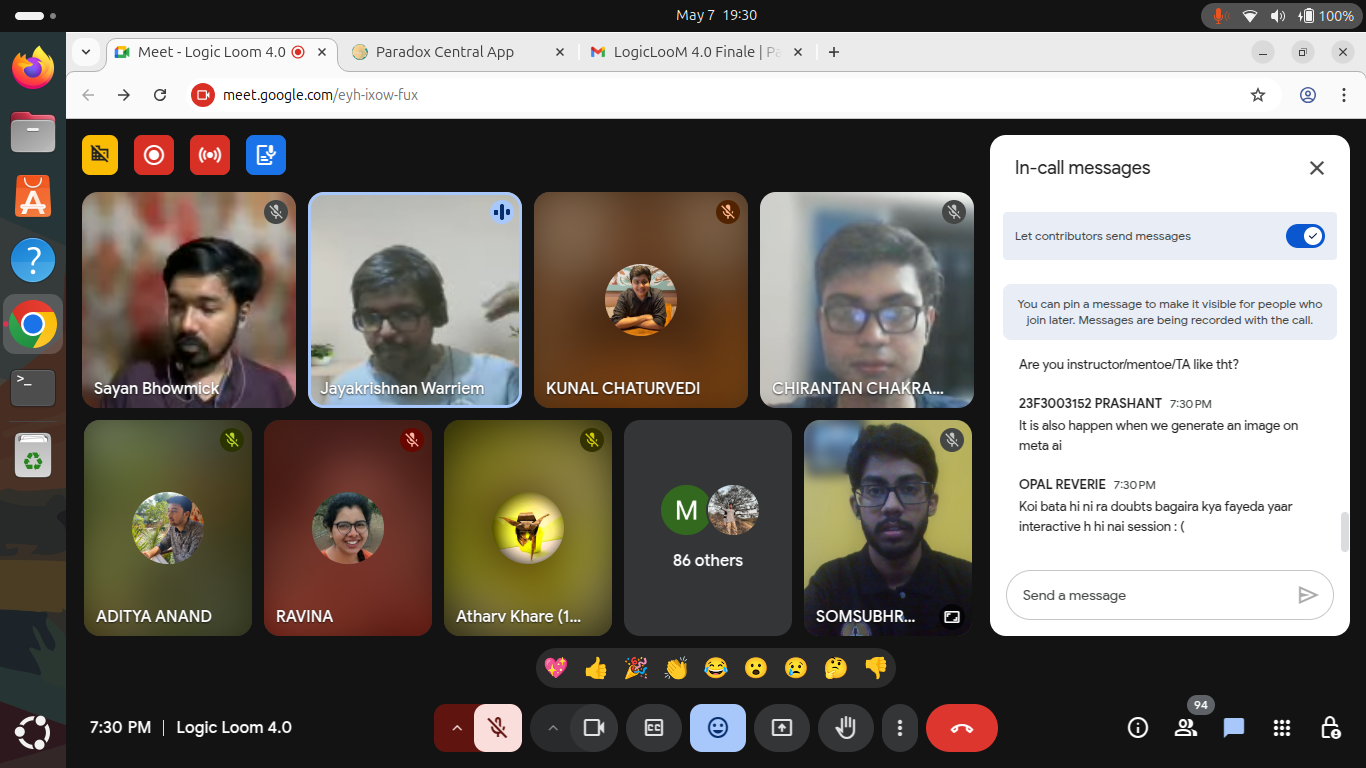 May 7 19:30
100%
Meet - Logic Loom 4.0
Paradox Central App
LogicLooM 4.0 Finale | Pa
meet.google.com/eyh-ixow-fux
Sayan Bhowmick
Jayakrishnan Warriem
KUNAL CHATURVEDI
CHIRANTAN CHAKRA...
ADITYA ANAND
RAVINA
Atharv Khare (1...
M
86 others
SOMSUBHR...
In-call messages
Let contributors send messages
You can pin a message to make it visible for people who
join later. Messages are being recorded with the call.
Are you instructor/mentoe/TA like tht?
23F3003152 PRASHANT 7:30 PM
It is also happen when we generate an image on
meta ai
OPAL REVERIE 7:30 PM
Koi bata hi ni ra doubts bagaira kya fayeda yaar
interactive h hi nai session : (
Send a message
7:30 PM | Logic Loom 4.0
94